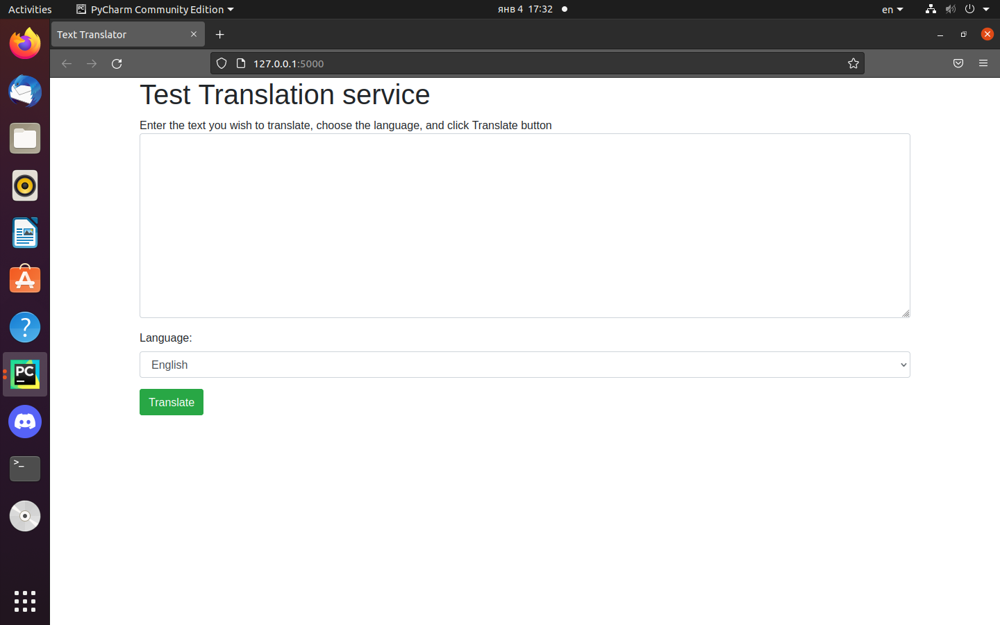 Activities PyCharm Community Edition янв 4 17:32 en
Text Translator
127.0.0.1:5000
Test Translation service
Enter the text you wish to translate, choose the language, and click Translate button
Language:
English
Translate
PC
>_